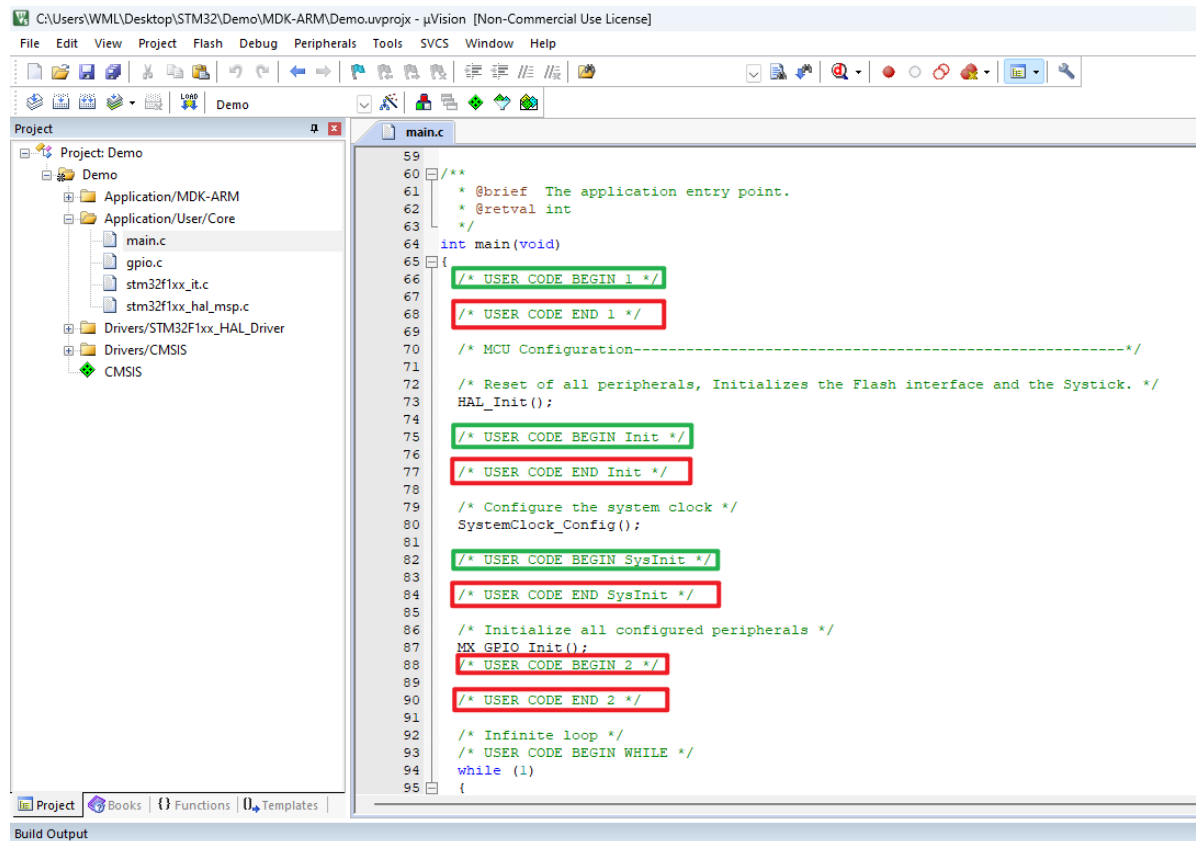 C:\Users\WML\Desktop\STM32\Demo\MDK-ARM\Demo.uvprojx - µVision [Non-Commercial Use License]
File Edit View Project Flash Debug Peripherals Tools SVCS Window Help
LOAD Demo
Project
main.c
Project: Demo
Demo
Application/MDK-ARM
Application/User/Core
main.c
gpio.c
stm32f1xx_it.c
stm32f1xx_hal_msp.c
Drivers/STM32F1xx_HAL_Driver
Drivers/CMSIS
CMSIS
59
60 /**
61 * @brief The application entry point.
62 * @retval int
63 */
64 int main(void)
65 {
66 /* USER CODE BEGIN 1 */
67
68 /* USER CODE END 1 */
69
70 /* MCU Configuration--------------------------------------------------------*/
71
72 /* Reset of all peripherals, Initializes the Flash interface and the Systick. */
73 HAL_Init();
74
75 /* USER CODE BEGIN Init */
76
77 /* USER CODE END Init */
78
79 /* Configure the system clock */
80 SystemClock_Config();
81
82 /* USER CODE BEGIN SysInit */
83
84 /* USER CODE END SysInit */
85
86 /* Initialize all configured peripherals */
87 MX_GPIO_Init();
88 /* USER CODE BEGIN 2 */
89
90 /* USER CODE END 2 */
91
92 /* Infinite loop */
93 /* USER CODE BEGIN WHILE */
94 while (1)
95 {
Project Books {} Functions 0 Templates
Build Output